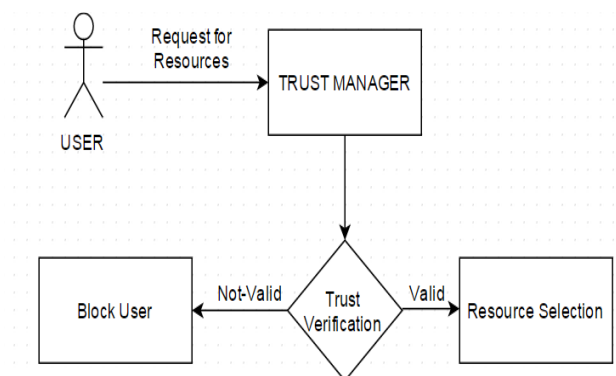 Request for
Resources
TRUST MANAGER
USER
Block User
Not-Valid
Trust
Verification
Valid
Resource Selection